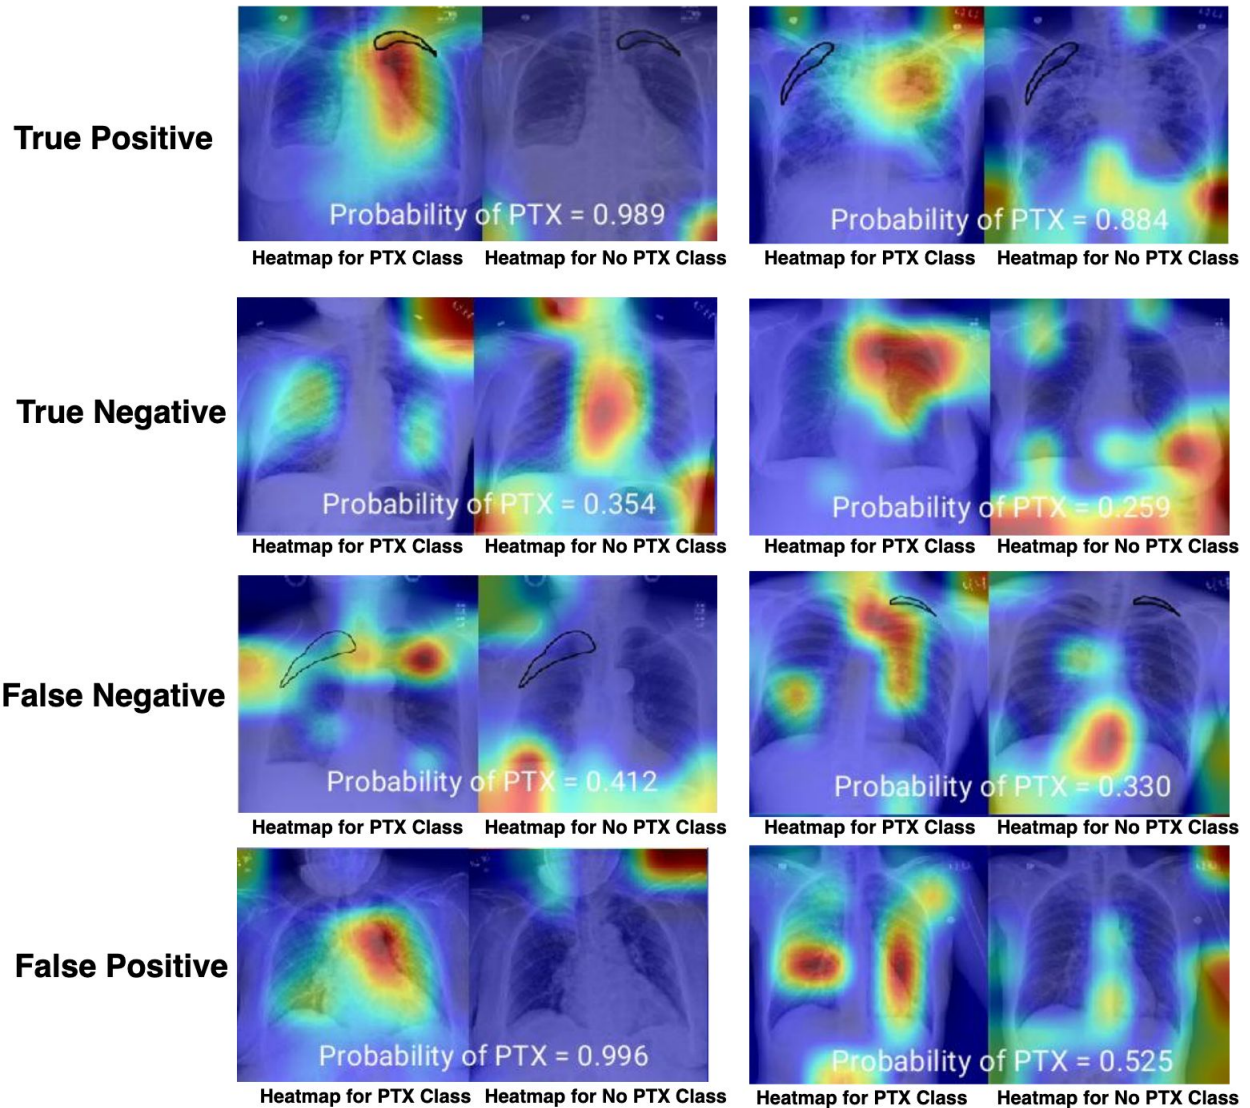 True Positive
Probability of PTX = 0.989
Probability of PTX = 0.884
Heatmap for PTX Class
Heatmap for No PTX Class
Heatmap for PTX Class
Heatmap for No PTX Class
True Negative
Probability of PTX = 0.354
Probability of PTX = 0.259
Heatmap for PTX Class
Heatmap for No PTX Class
Heatmap for PTX Class
Heatmap for No PTX Class
False Negative
Probability of PTX = 0.412
Probability of PTX = 0.330
Heatmap for PTX Class
Heatmap for No PTX Class
Heatmap for PTX Class
Heatmap for No PTX Class
False Positive
Probability of PTX = 0.996
Probability of PTX = 0.525
Heatmap for PTX Class
Heatmap for No PTX Class
Heatmap for PTX Class
Heatmap for No PTX Class